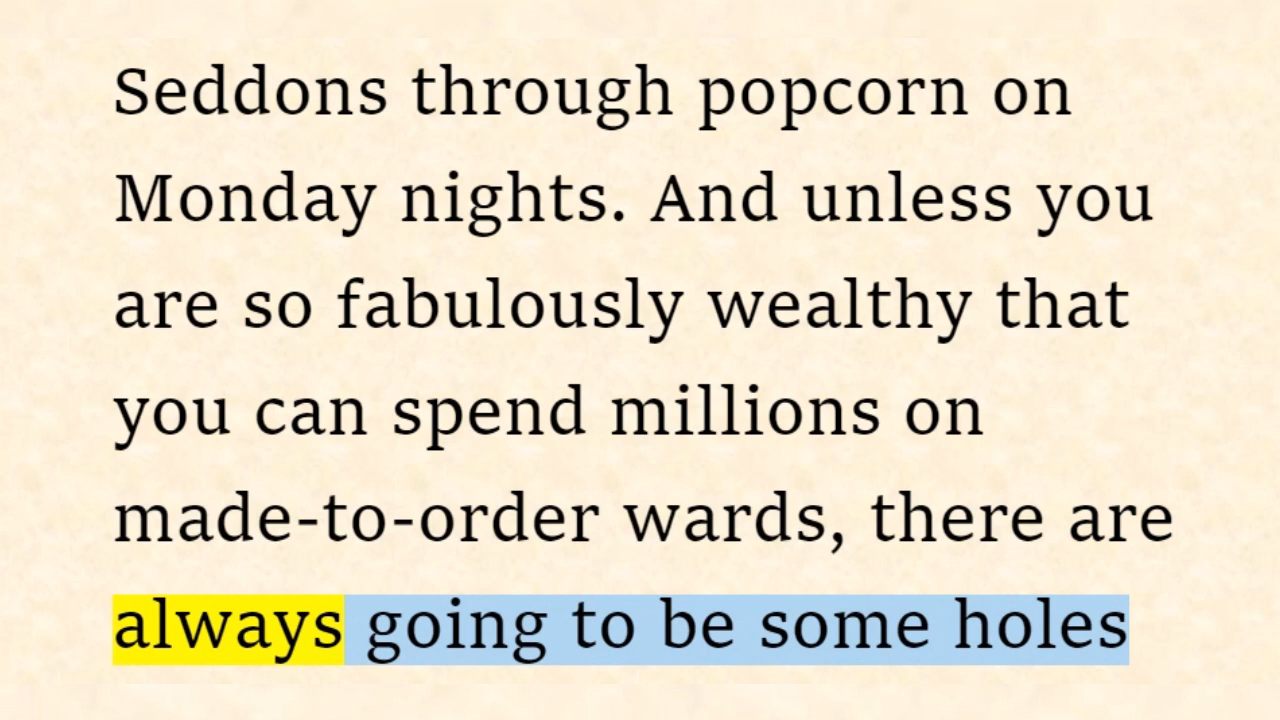 Seddons through popcorn on
Monday nights. And unless you
are so fabulously wealthy that
you can spend millions on
made-to-order wards, there are
always going to be some holes